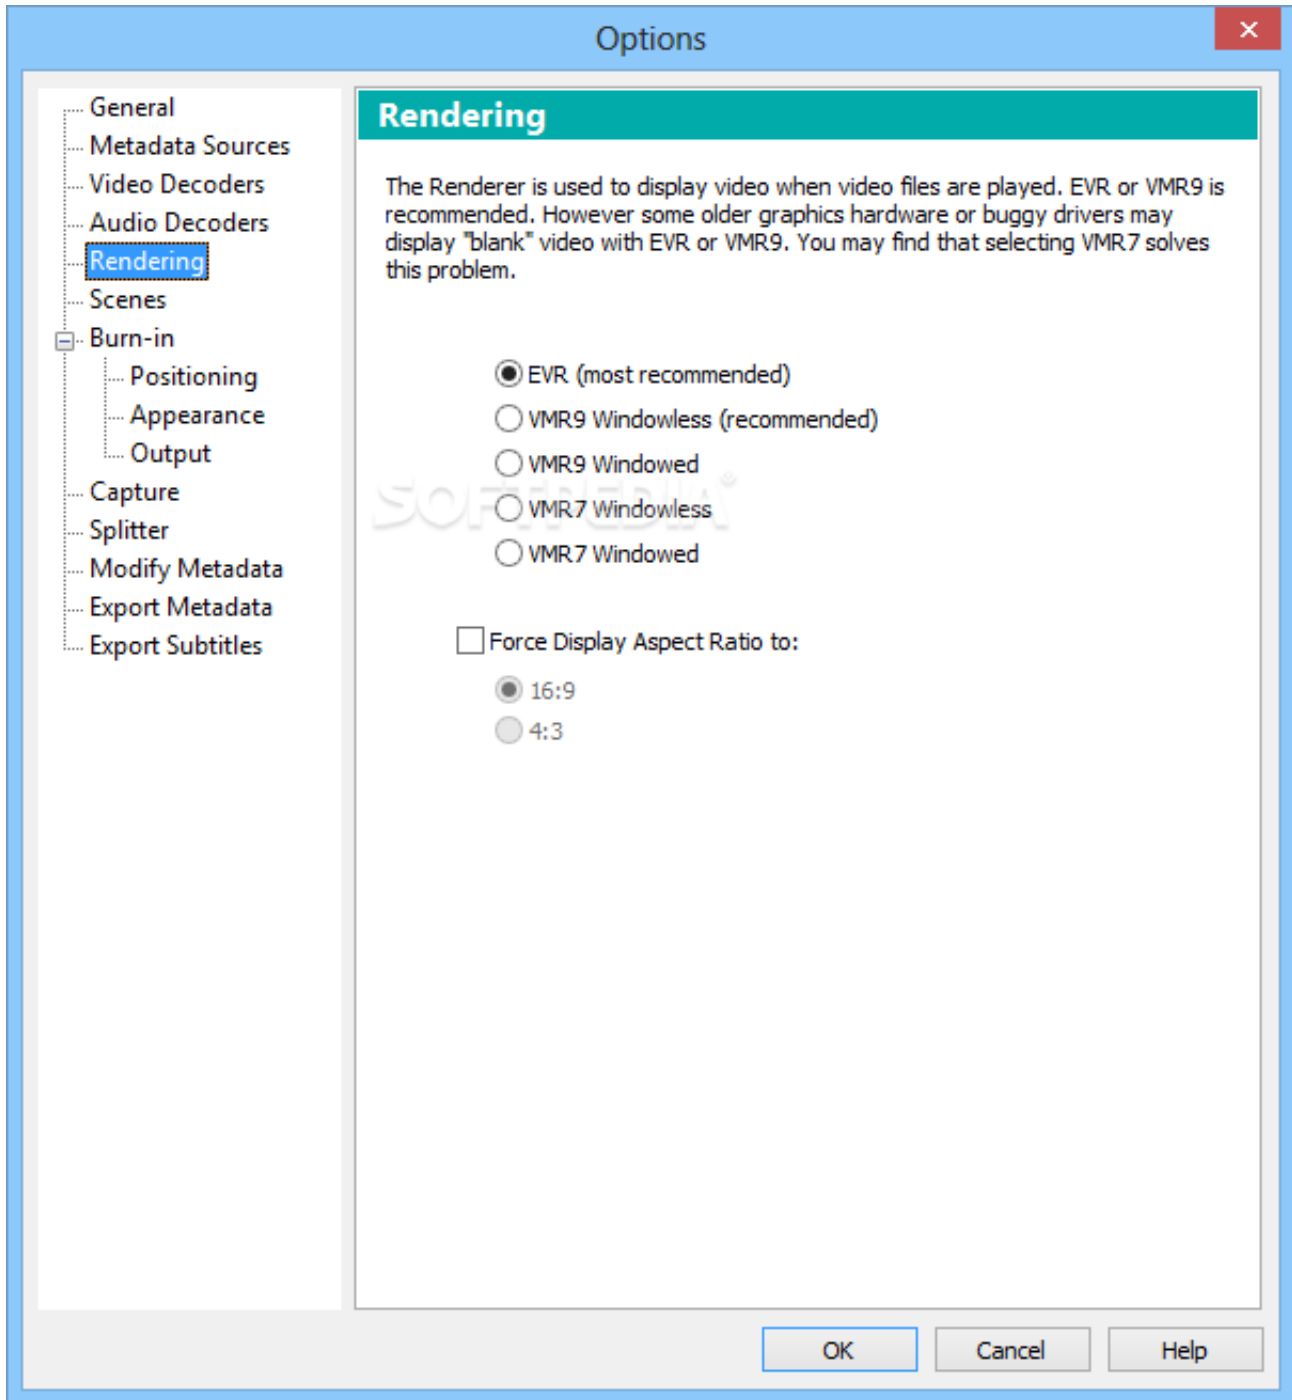 Options
General
Metadata Sources
Video Decoders
Audio Decoders
Rendering
Scenes
Burn-in
Positioning
Appearance
Output
Capture
Splitter
Modify Metadata
Export Metadata
Export Subtitles
Rendering
The Renderer is used to display video when video files are played. EVR or VMR9 is
recommended. However some older graphics hardware or buggy drivers may
display "blank" video with EVR or VMR9. You may find that selecting VMR7 solves
this problem.
EVR (most recommended)
VMR9 Windowless (recommended)
VMR9 Windowed
SOFTPEDIA®
VMR7 Windowless
VMR7 Windowed
Force Display Aspect Ratio to:
16:9
4:3
OK
Cancel
Help